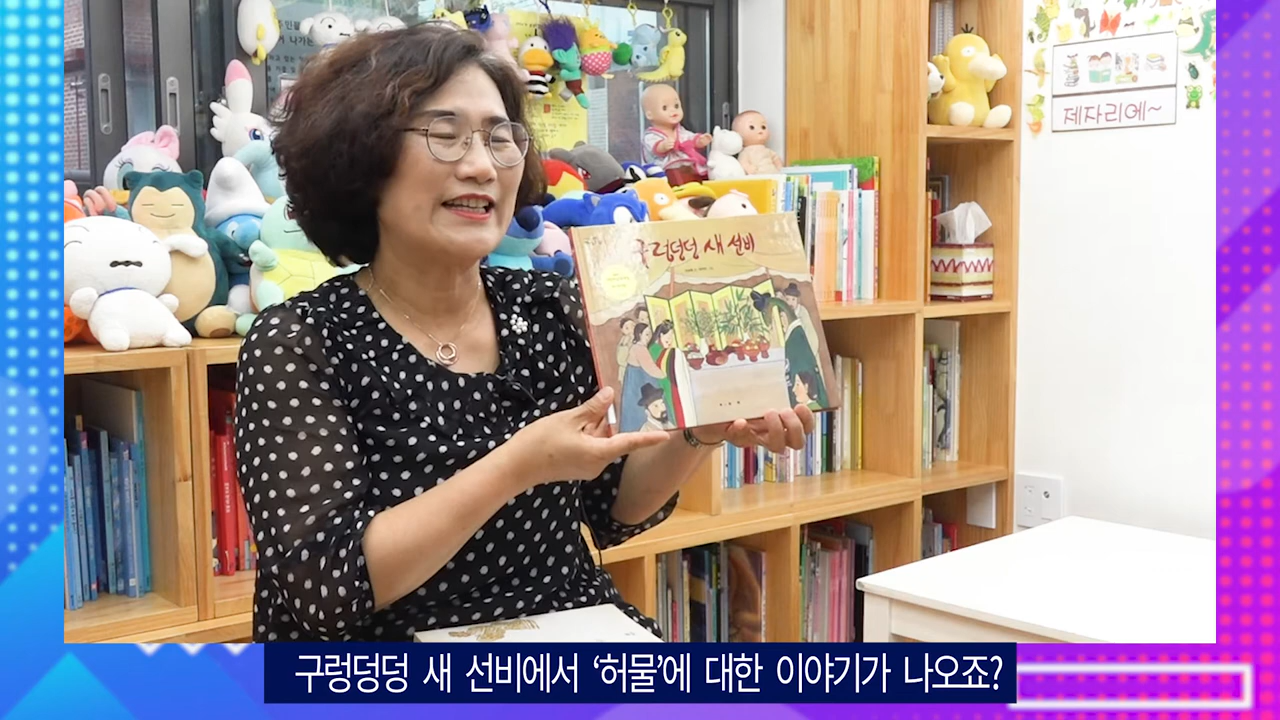 제자리에~
구렁덩덩 새 선비
구렁덩덩 새 선비에서 ‘허물’에 대한 이야기가 나오죠?